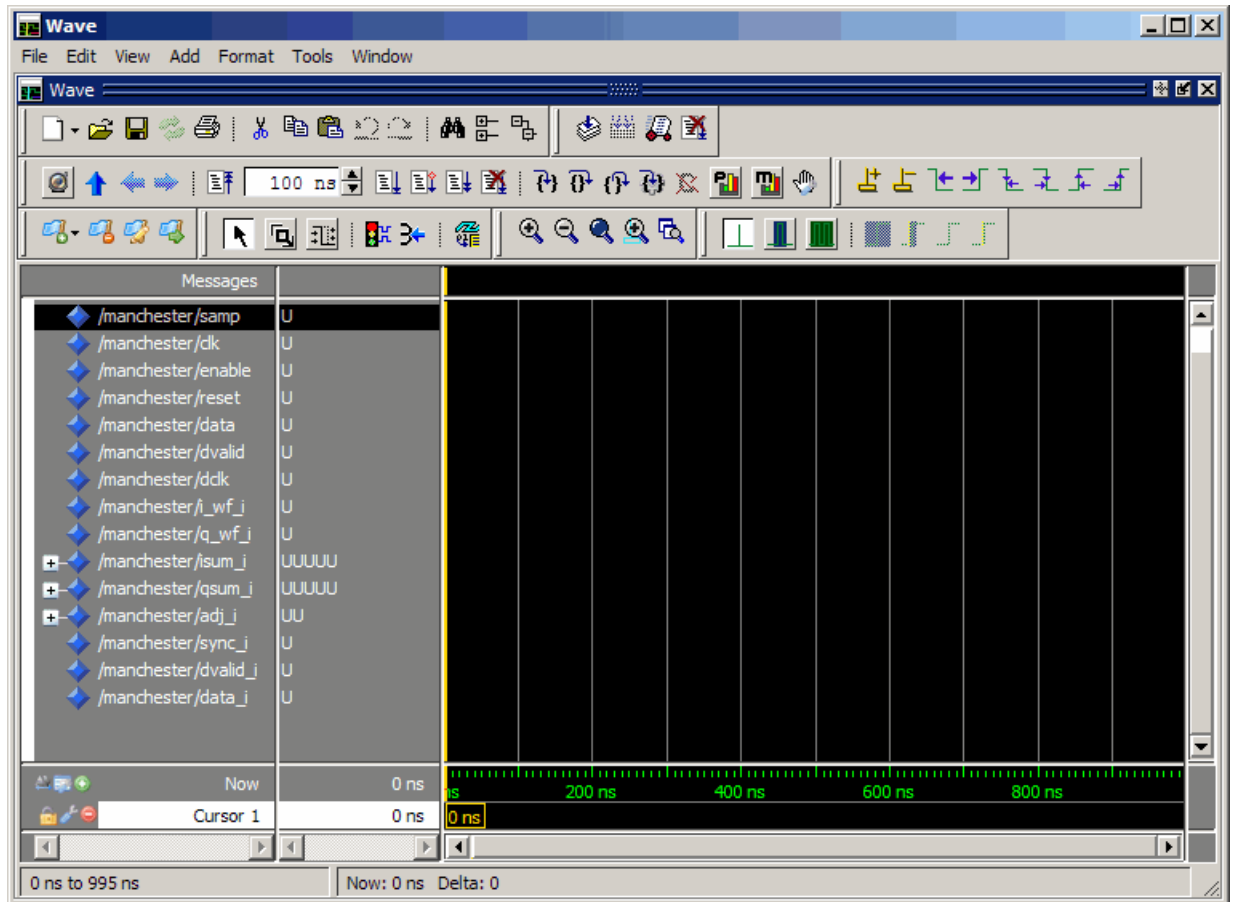 Wave
File Edit View Add Format Tools Window
Wave
100 ns
Messages
/manchester/samp U
/manchester/clk U
/manchester/enable U
/manchester/reset U
/manchester/data U
/manchester/dvalid U
/manchester/dclk U
/manchester/i_wf_i U
/manchester/q_wf_i U
/manchester/isum_i UUUUU
/manchester/qsum_i UUUUU
/manchester/adj_i UU
/manchester/sync_i U
/manchester/dvalid_i U
/manchester/data_i U
Now 0 ns
ns 200 ns 400 ns 600 ns 800 ns
Cursor 1 0 ns 0 ns
0 ns to 995 ns Now: 0 ns Delta: 0